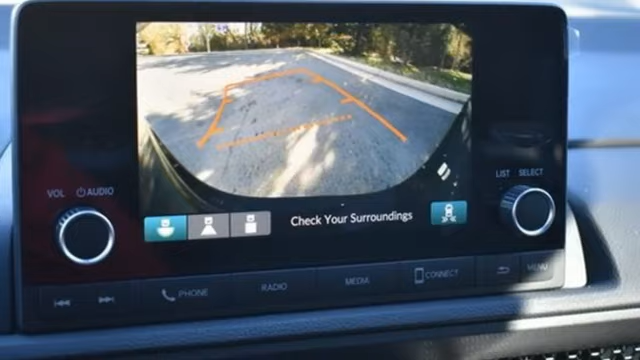 VOL AUDIO
Check Your Surroundings
LIST SELECT
PHONE
RADIO
MEDIA
CONNECT
MENU